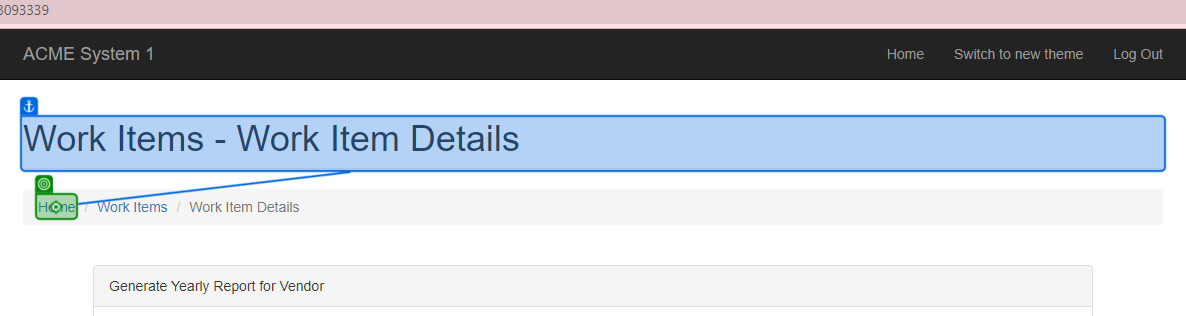 3093339
ACME System 1 Home Switch to new theme Log Out
Work Items - Work Item Details
Home / Work Items / Work Item Details
Generate Yearly Report for Vendor